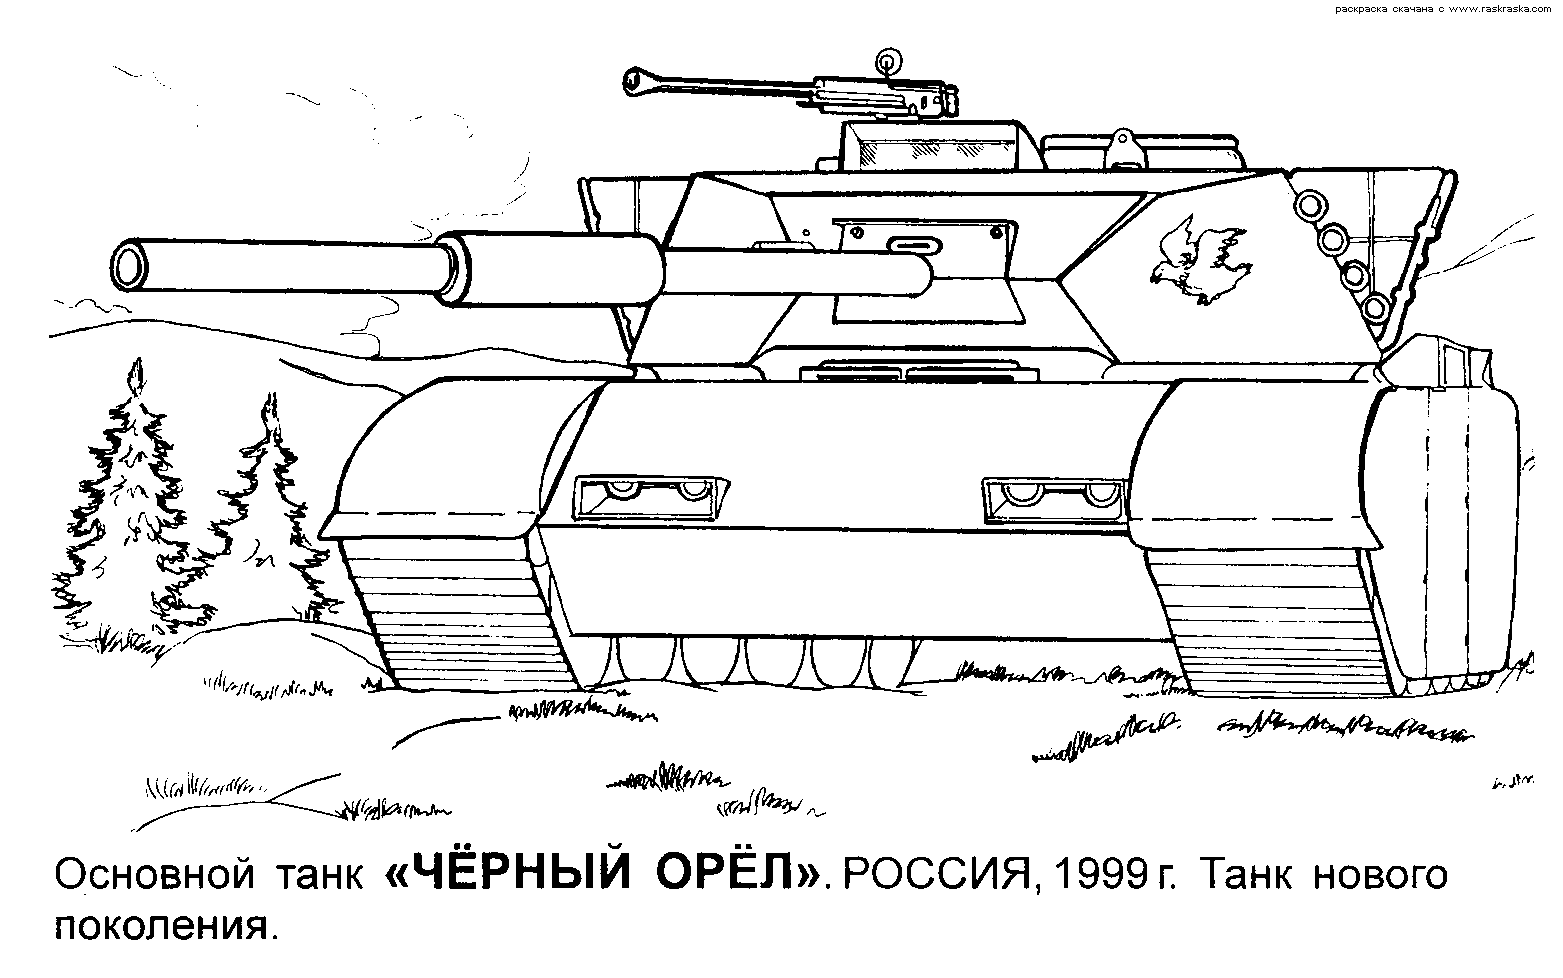 раскраска скачана с www.raskraska.com
Основной танк «ЧЁРНЫЙ ОРЁЛ». РОССИЯ, 1999 г. Танк нового
поколения.